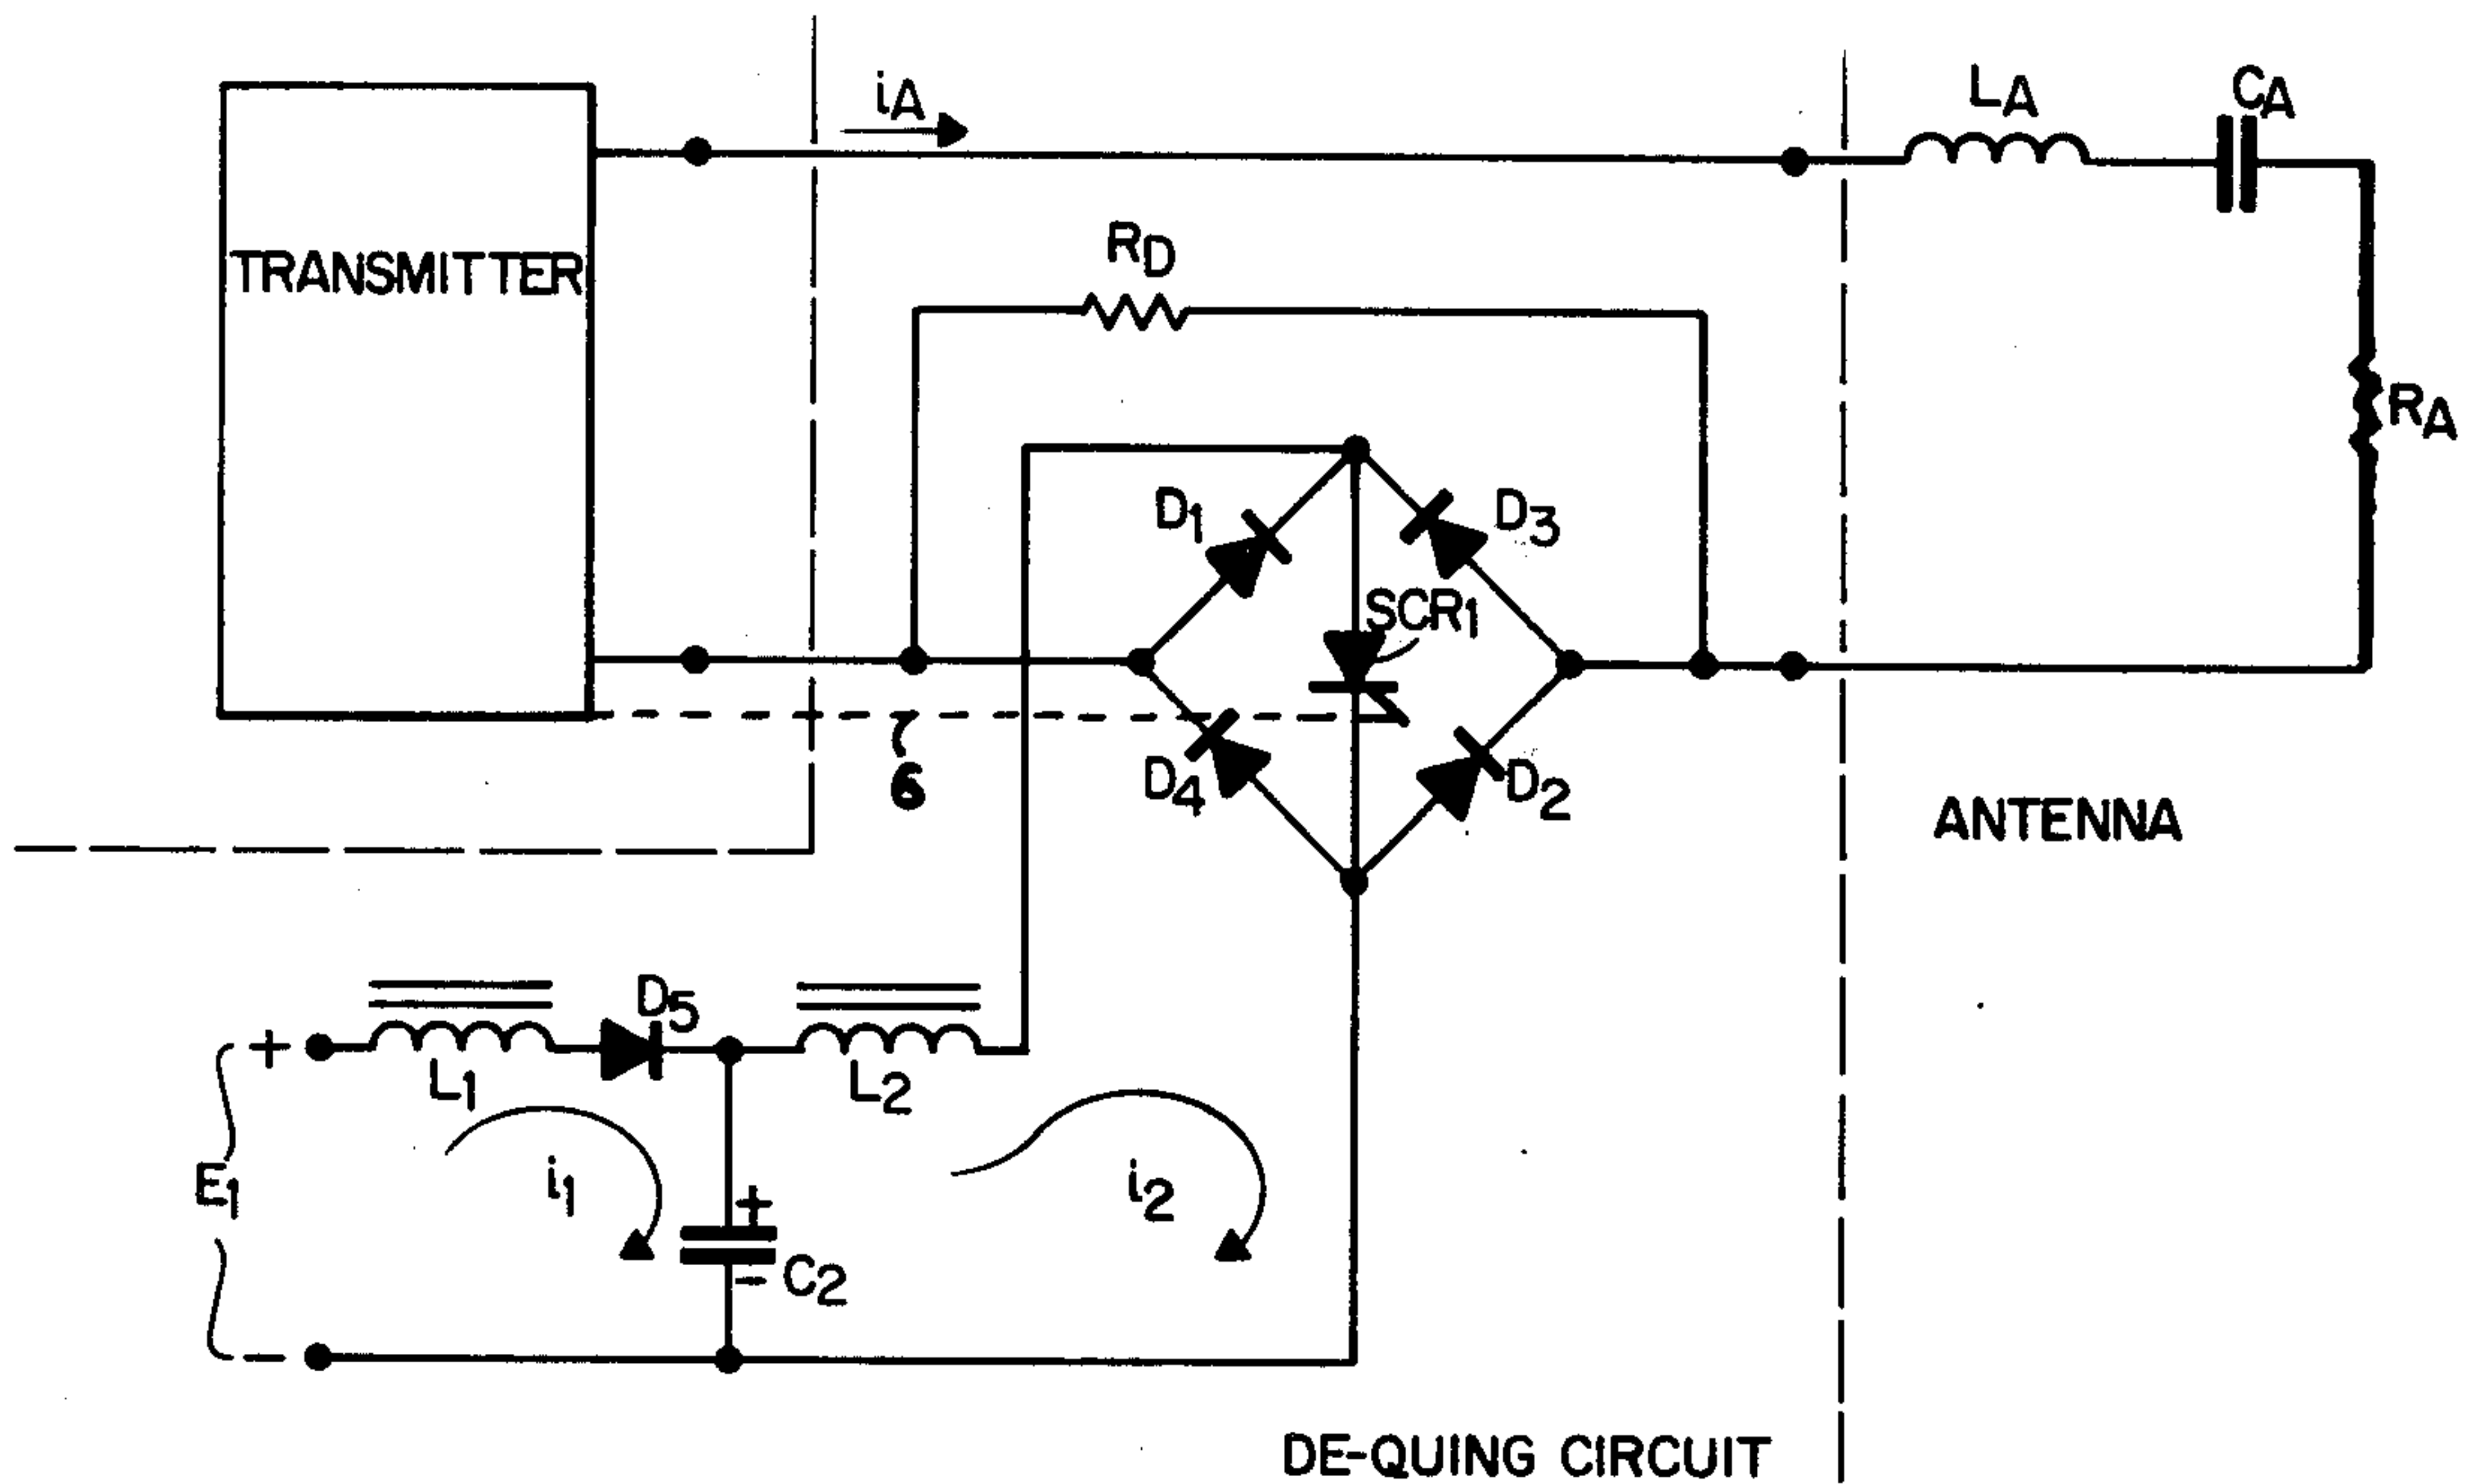 iA
LA
CA
TRANSMITTER
RD
RA
D1
D3
SCR1
6
D4
D2
ANTENNA
+
D5
L1
L2
E1
i1
i2
+
- C2
-
DE-QUING CIRCUIT